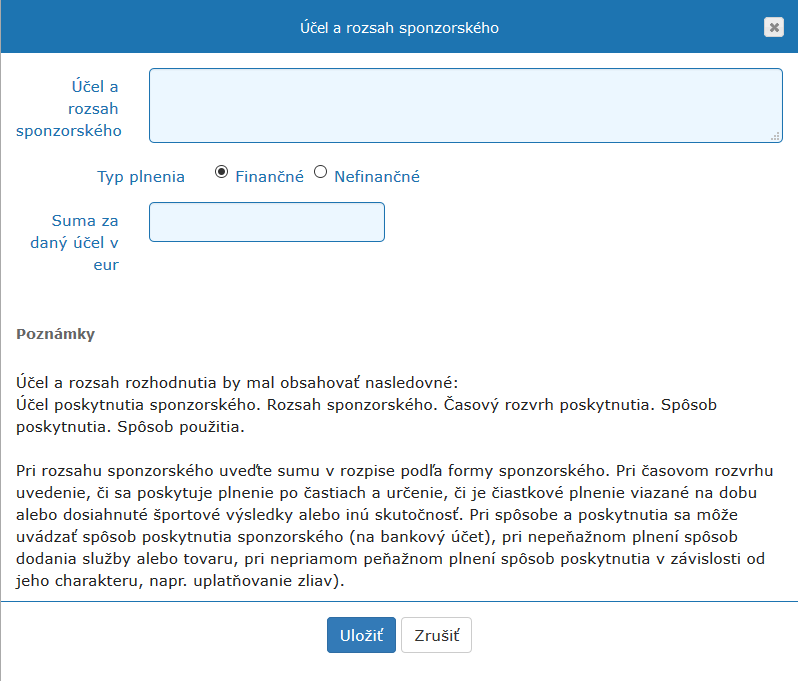 Účel a rozsah sponzorského
Účel a
rozsah
sponzorského
Typ plnenia Finančné Nefinančné
Suma za
daný účel v
eur
Poznámky
Účel a rozsah rozhodnutia by mal obsahovať nasledovné:
Účel poskytnutia sponzorského. Rozsah sponzorského. Časový rozvrh poskytnutia. Spôsob
poskytnutia. Spôsob použitia.
Pri rozsahu sponzorského uveďte sumu v rozpise podľa formy sponzorského. Pri časovom rozvrhu
uvedenie, či sa poskytuje plnenie po častiach a určenie, či je čiastkové plnenie viazané na dobu
alebo dosiahnuté športové výsledky alebo inú skutočnosť. Pri spôsobe a poskytnutia sa môže
uvádzať spôsob poskytnutia sponzorského (na bankový účet), pri nepeňažnom plnení spôsob
dodania služby alebo tovaru, pri nepriamom peňažnom plnení spôsob poskytnutia v závislosti od
jeho charakteru, napr. uplatňovanie zliav).
Uložiť Zrušiť